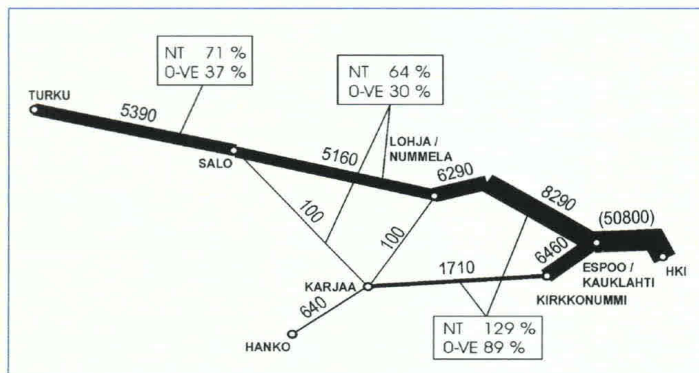 NT 71 %
0-VE 37 %
NT 64 %
0-VE 30 %
TURKU
5390
SALO
5160
LOHJA /
NUMMELA
6290
8290
(50800)
100
100
6460
ESPOO /
KAUKLAHTI
HKI
1710
KARJAA
KIRKKONUMMI
640
HANKO
NT 129 %
0-VE 89 %